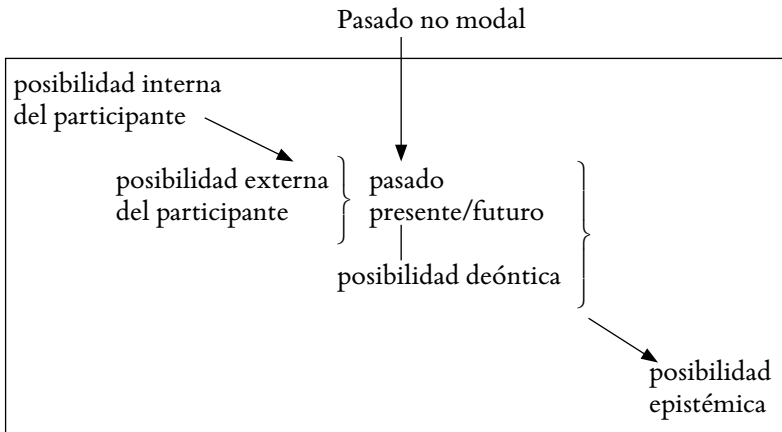 Pasado no modal
posibilidad interna
del participante
posibilidad externa
del participante
pasado
presente/futuro
posibilidad deóntica
posibilidad
epistémica